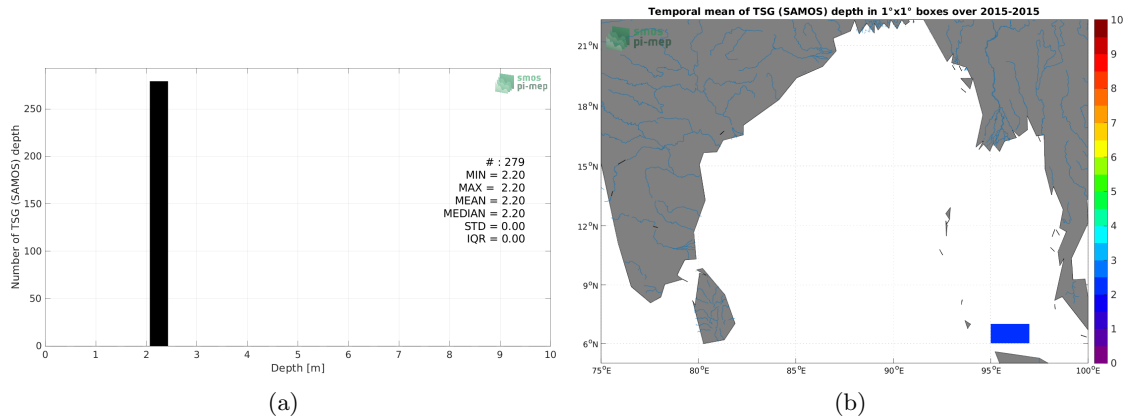 smos
pi-mep
Number of TSG (SAMOS) depth
250
200
150
100
50
0
# : 279
MIN = 2.20
MAX = 2.20
MEAN = 2.20
MEDIAN = 2.20
STD = 0.00
IQR = 0.00
0 1 2 3 4 5 6 7 8 9 10
Depth [m]
(a)
Temporal mean of TSG (SAMOS) depth in 1°x1° boxes over 2015-2015
smos
pi-mep
21°N
18°N
15°N
12°N
9°N
6°N
75°E 80°E 85°E 90°E 95°E 100°E
10
9
8
7
6
5
4
3
2
1
0
(b)